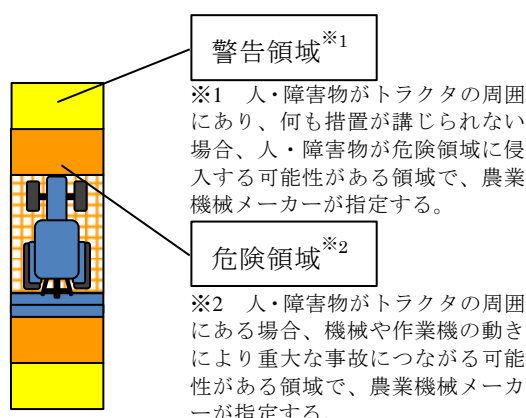 警告領域※1
※1 人・障害物がトラクタの周囲
にあり、何も措置が講じられない
場合、人・障害物が危険領域に侵
入する可能性がある領域で、農業
機械メーカーが指定する。
危険領域※2
※2 人・障害物がトラクタの周囲
にある場合、機械や作業機の動き
により重大な事故につながる可能
性がある領域で、農業機械メーカ
ーが指定する。